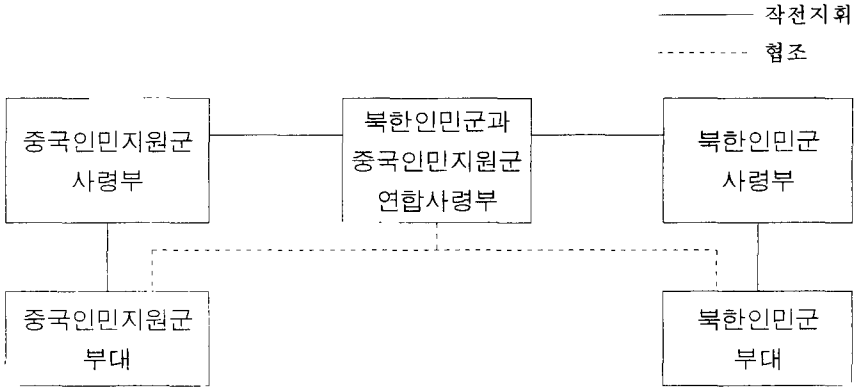 작전지휘
협조
중국인민지원군
사령부
북한인민군과
중국인민지원군
연합사령부
북한인민군
사령부
중국인민지원군
부대
북한인민군
부대